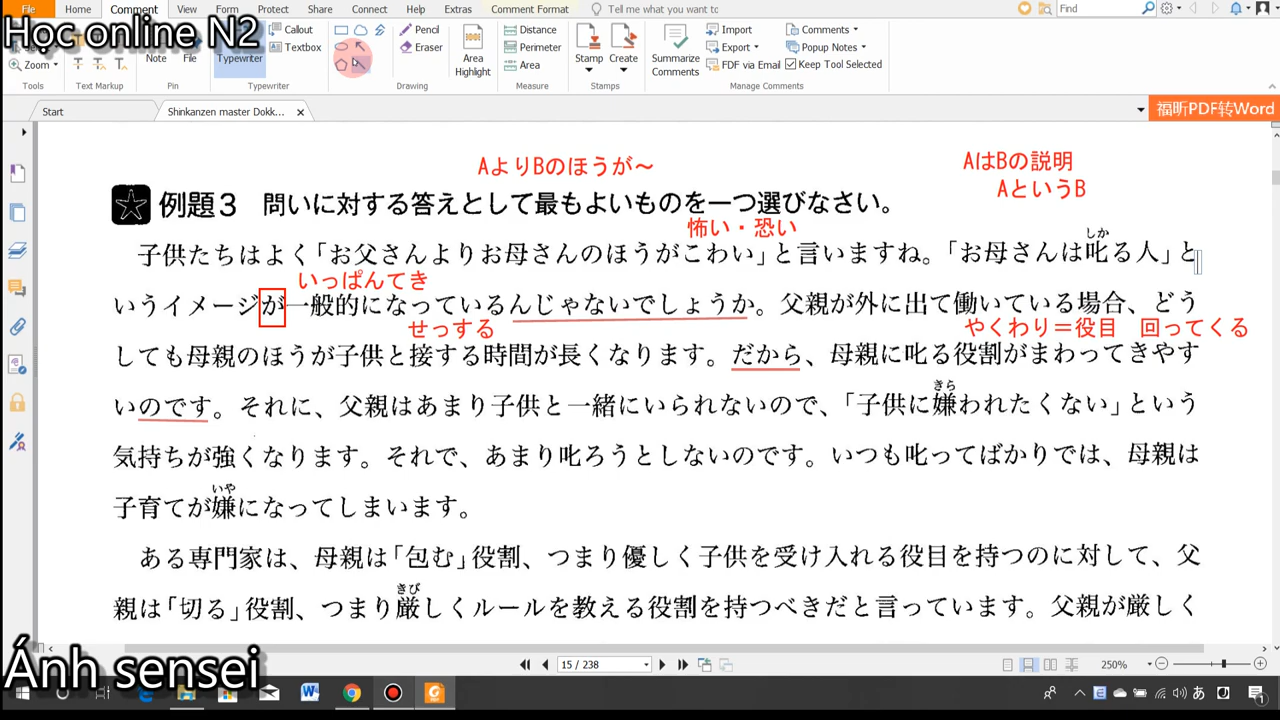 File Home Comment View Form Protect Share Connect Help Extras Comment Format Tell me what you want to Find
Học online N2
Zoom
Tools
Text Markup
Note
File
Pin
Typewriter
Callout
Textbox
Typewriter
Pencil
Eraser
Drawing
Area Highlight
Distance
Perimeter
Area
Measure
Stamp
Create
Stamps
Summarize Comments
Import
Export
FDF via Email
Comments
Popup Notes
Keep Tool Selected
Manage Comments
Start
Shinkanzen master Dokk...
福昕PDF转Word
AよりBのほうが～
AはBの説明
AというB
例題3 問いに対する答えとして最もよいものを一つ選びなさい。
怖い・恐い
しか
子供たちはよく「お父さんよりお母さんのほうがこわい」と言いますね。「お母さんは叱る人」と
いっぱんてき
いうイメージが一般的になっているんじゃないでしょうか。父親が外に出て働いている場合、どう
せっする
やくわり＝役目 回ってくる
しても母親のほうが子供と接する時間が長くなります。だから、母親に叱る役割がまわってきやす
きら
いのです。それに、父親はあまり子供と一緒にいられないので、「子供に嫌われたくない」という
気持ちが強くなります。それで、あまり叱ろうとしないのです。いつも叱ってばかりでは、母親は
いや
子育てが嫌になってしまいます。
ある専門家は、母親は「包む」役割、つまり優しく子供を受け入れる役目を持つのに対して、父
きび
親は「切る」役割、つまり厳しくルールを教える役割を持つべきだと言っています。父親が厳しく
15 / 238
250%
Ánh sensei